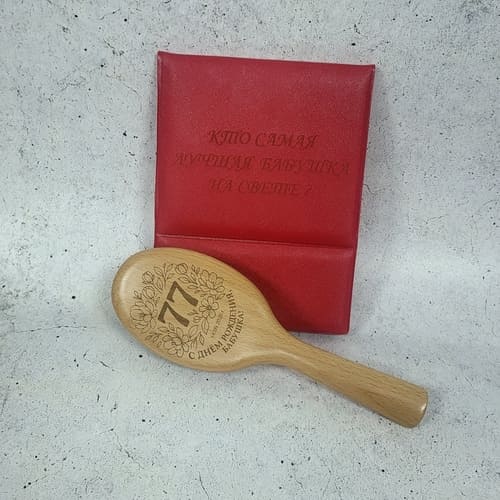 КТО САМАЯ
ЛУЧШАЯ БАБУШКА
НА СВЕТЕ?
77
С ДНЁМ РОЖДЕНИЯ,
БАБУШКА!